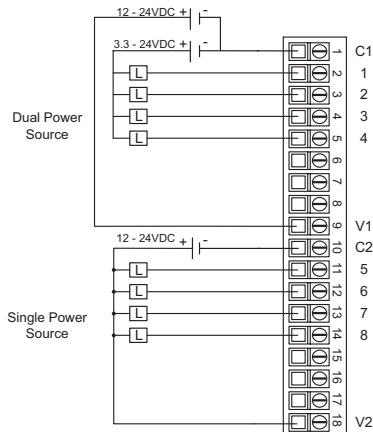 12 - 24VDC + -
3.3 - 24VDC + -
1 C1
L 2 1
L 3 2
Dual Power
Source
L 4 3
L 5 4
6
7
8
9 V1
12 - 24VDC + -
10 C2
L 11 5
L 12 6
Single Power
Source
L 13 7
L 14 8
15
16
17
18 V2